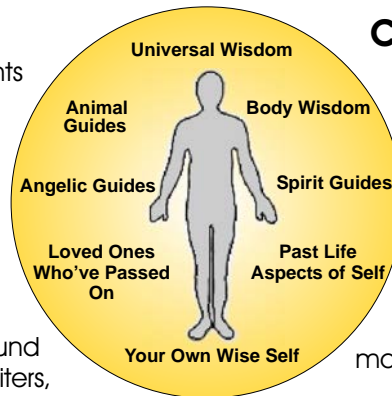 Universal Wisdom
Animal
Guides
Body Wisdom
Angelic Guides
Spirit Guides
Loved Ones
Who've Passed
On
Past Life
Aspects of Self
Your Own Wise Self